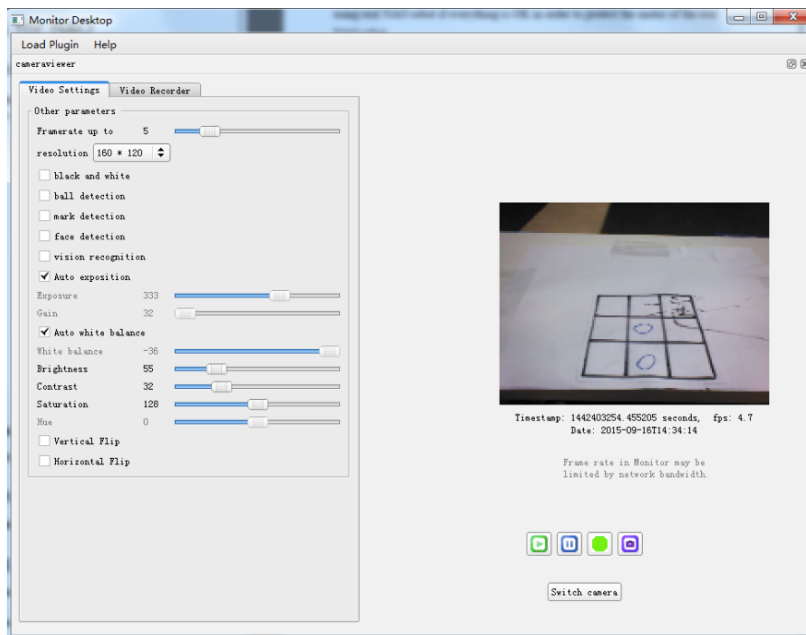 Monitor Desktop
Load Plugin Help
cameraviewer
Video Settings Video Recorder
Other parameters
Framerate up to 5
resolution 160 * 120
black and white
ball detection
mark detection
face detection
vision recognition
Auto exposition
Exposure 333
Gain 32
Auto white balance
White balance -36
Brightness 55
Contrast 32
Saturation 128
Hue 0
Vertical Flip
Horizontal Flip
Timestamp: 1442403254.455205 seconds, fps: 4.7
Date: 2015-09-16T14:34:14
Frame rate in Monitor may be
limited by network bandwidth.
Switch camera